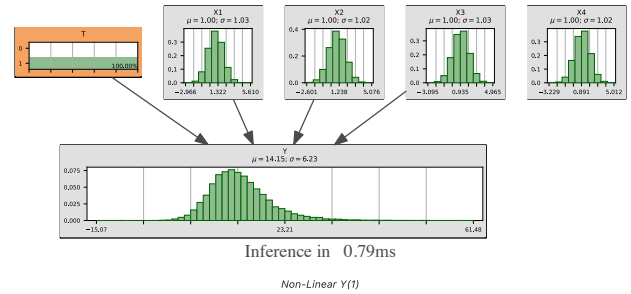 T
0
1
100.00%
X1
μ = 1.00; σ = 1.03
0.3
0.2
0.1
0.0
−2.966 1.322 5.610
X2
μ = 1.00; σ = 1.02
0.4
0.2
0.0
−2.601 1.238 5.076
X3
μ = 1.00; σ = 1.03
0.3
0.2
0.1
0.0
−3.095 0.935 4.965
X4
μ = 1.00; σ = 1.02
0.3
0.2
0.1
0.0
−3.229 0.891 5.012
Y
μ = 14.15; σ = 6.23
0.075
0.050
0.025
0.000
−15.07 23.21 61.48
Inference in 0.79ms
Non-Linear Y(1)